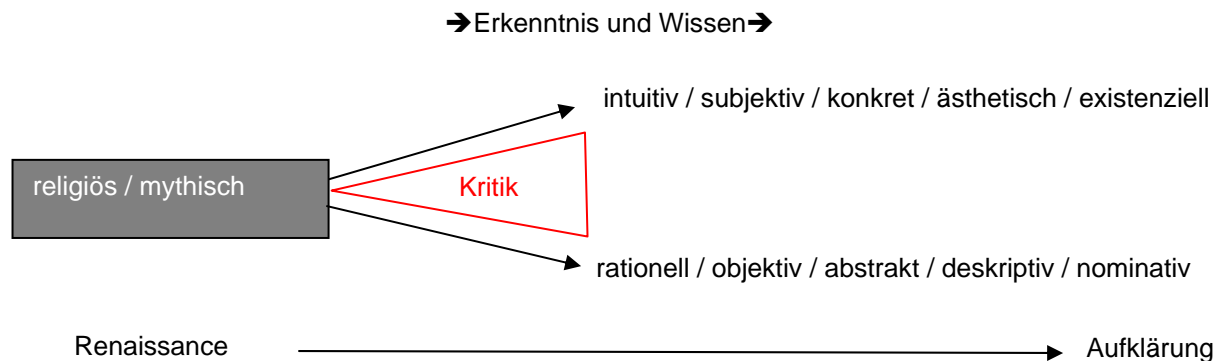 ➔Erkenntnis und Wissen➔
intuitiv / subjektiv / konkret / ästhetisch / existenziell
religiös / mythisch
Kritik
rationell / objektiv / abstrakt / deskriptiv / nominativ
Renaissance
Aufklärung